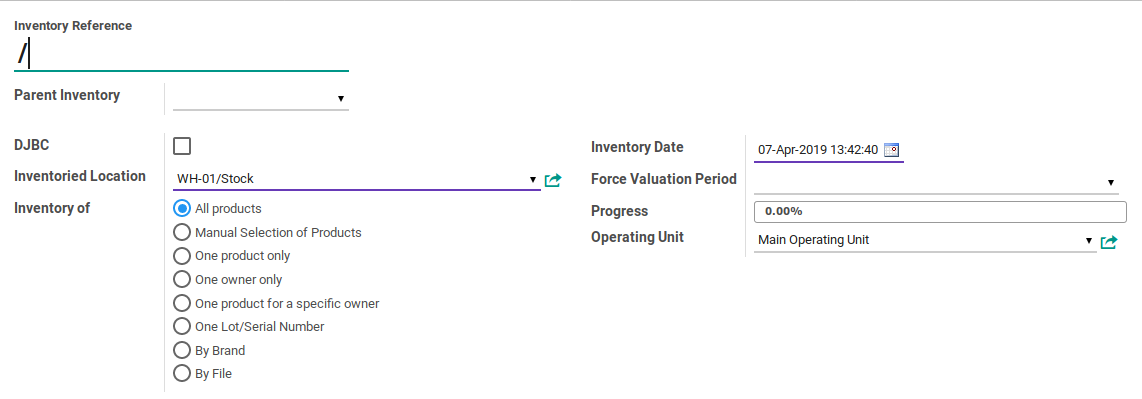 Inventory Reference
/
Parent Inventory
DJBC
Inventoried Location WH-01/Stock
Inventory of All products
Manual Selection of Products
One product only
One owner only
One product for a specific owner
One Lot/Serial Number
By Brand
By File
Inventory Date 07-Apr-2019 13:42:40
Force Valuation Period
Progress 0.00%
Operating Unit Main Operating Unit